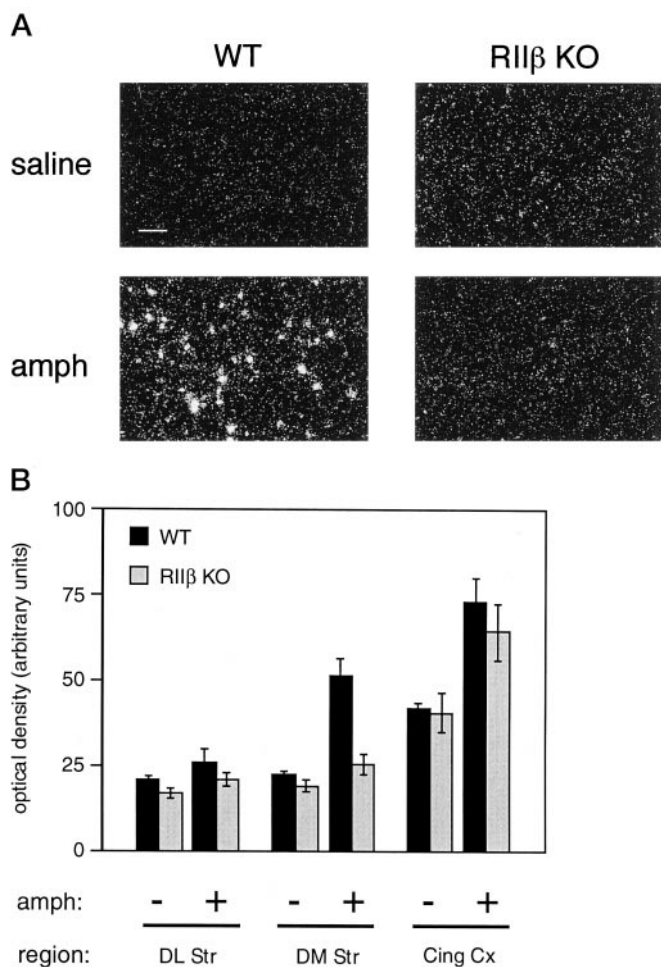 A
WT
RIIβ KO
saline
amph
B
100
75
50
25
0
optical density (arbitrary units)
WT
RIIβ KO
amph: - + - + - +
region: DL Str DM Str Cing Cx